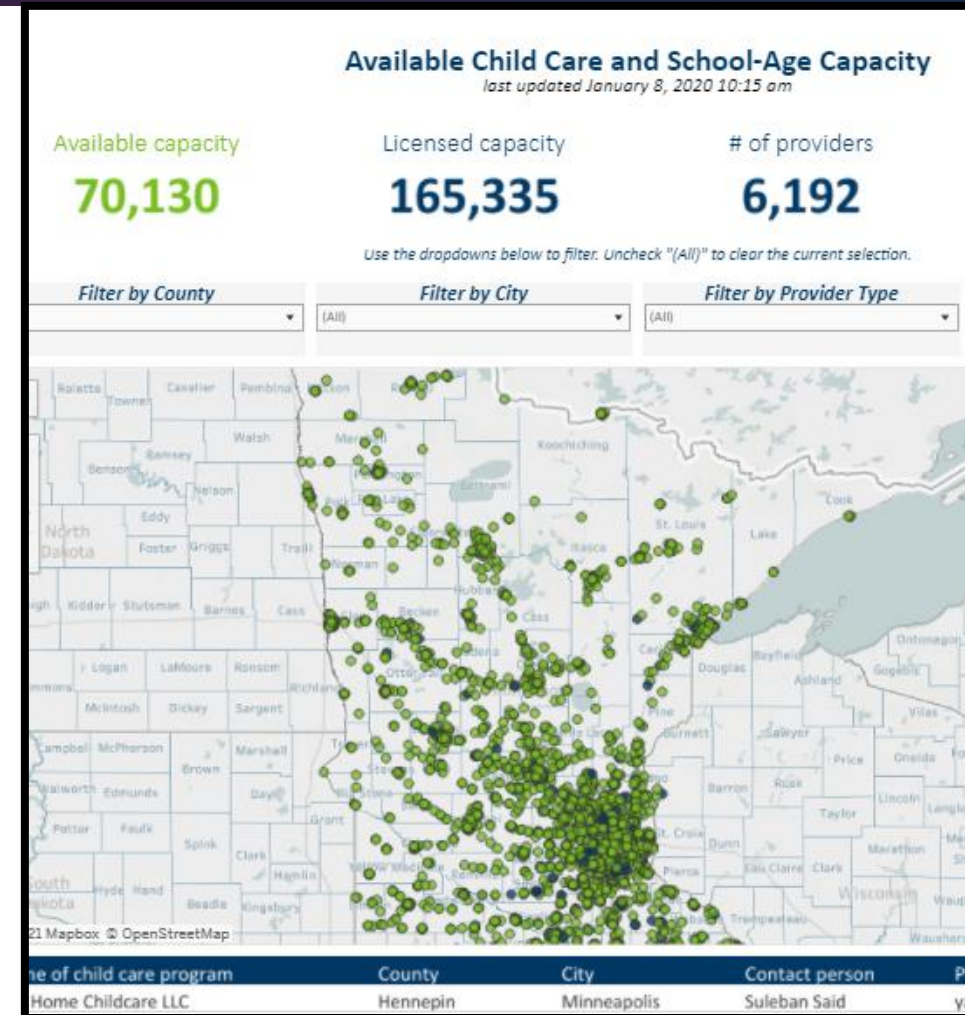 Available Child Care and School-Age Capacity
last updated January 8, 2020 10:15 am
Available capacity
Licensed capacity
# of providers
70,130
165,335
6,192
Use the dropdowns below to filter. Uncheck "(All)" to clear the current selection.
Filter by County
Filter by City
Filter by Provider Type
(All)
(All)
Rolette
Towner
Cavalier
Pembina
Walsh
Ramsey
Benson
Nelson
Koochiching
Eddy
North
Dakota
Foster
Griggs
Traill
Norman
St. Louis
Lake
Cook
Itasca
Kidder
Stutsman
Barnes
Cass
Becker
Cass
Logan
LaMoure
Ransom
Richland
McIntosh
Dickey
Sargent
Douglas
Bayfield
Ashland
Ontonagon
Gogebic
Vilas
Pine
Burnett
Sawyer
Price
Oneida
McPherson
Brown
Marshall
Edmunds
Day
Grant
Barron
Rusk
Taylor
Lincoln
Potter
Faulk
Spink
Clark
Hamlin
St. Croix
Dunn
Marathon
Pierce
Eau Claire
Clark
Hyde
Hand
Beadle
Kingsbury
Wisconsin
Trempealeau
21 Mapbox © OpenStreetMap
e of child care program
County
City
Contact person
P
Home Childcare LLC
Hennepin
Minneapolis
Suleban Said